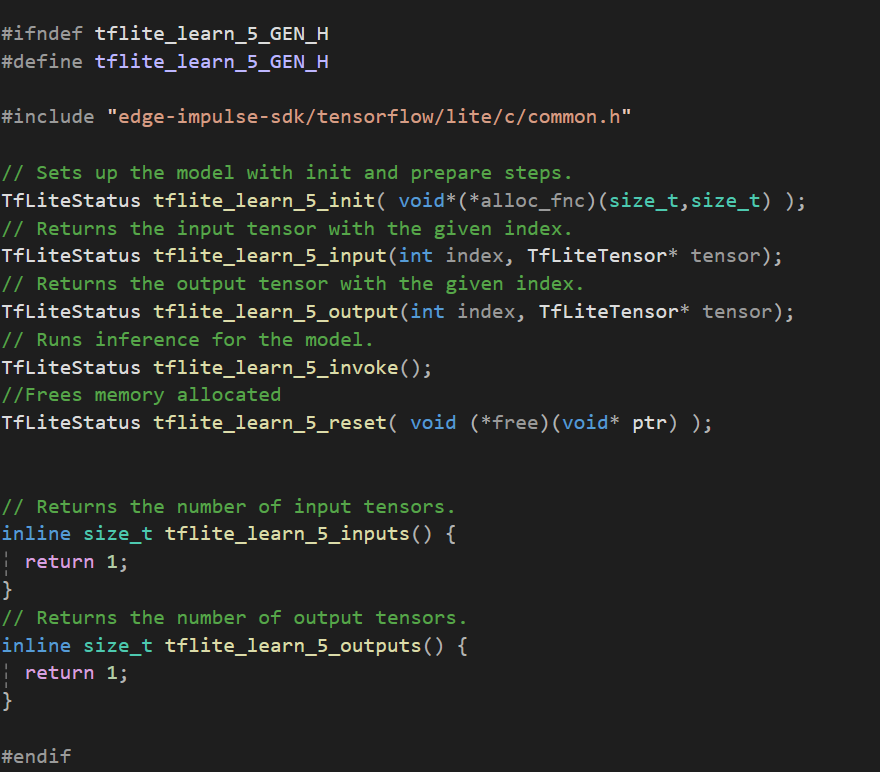 #ifndef tflite_learn_5_GEN_H
#define tflite_learn_5_GEN_H
#include "edge-impulse-sdk/tensorflow/lite/c/common.h"
// Sets up the model with init and prepare steps.
TfLiteStatus tflite_learn_5_init( void*(*alloc_fnc)(size_t,size_t) );
// Returns the input tensor with the given index.
TfLiteStatus tflite_learn_5_input(int index, TfLiteTensor* tensor);
// Returns the output tensor with the given index.
TfLiteStatus tflite_learn_5_output(int index, TfLiteTensor* tensor);
// Runs inference for the model.
TfLiteStatus tflite_learn_5_invoke();
//Frees memory allocated
TfLiteStatus tflite_learn_5_reset( void (*free)(void* ptr) );
// Returns the number of input tensors.
inline size_t tflite_learn_5_inputs() {
  return 1;
}
// Returns the number of output tensors.
inline size_t tflite_learn_5_outputs() {
  return 1;
}
#endif